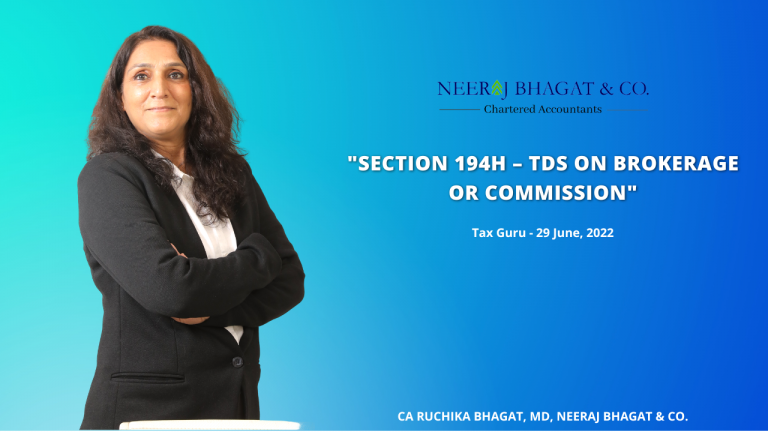 NEERAJ BHAGAT & CO.
Chartered Accountants
"SECTION 194H – TDS ON BROKERAGE
OR COMMISSION"
Tax Guru - 29 June, 2022
CA RUCHIKA BHAGAT, MD, NEERAJ BHAGAT & CO.